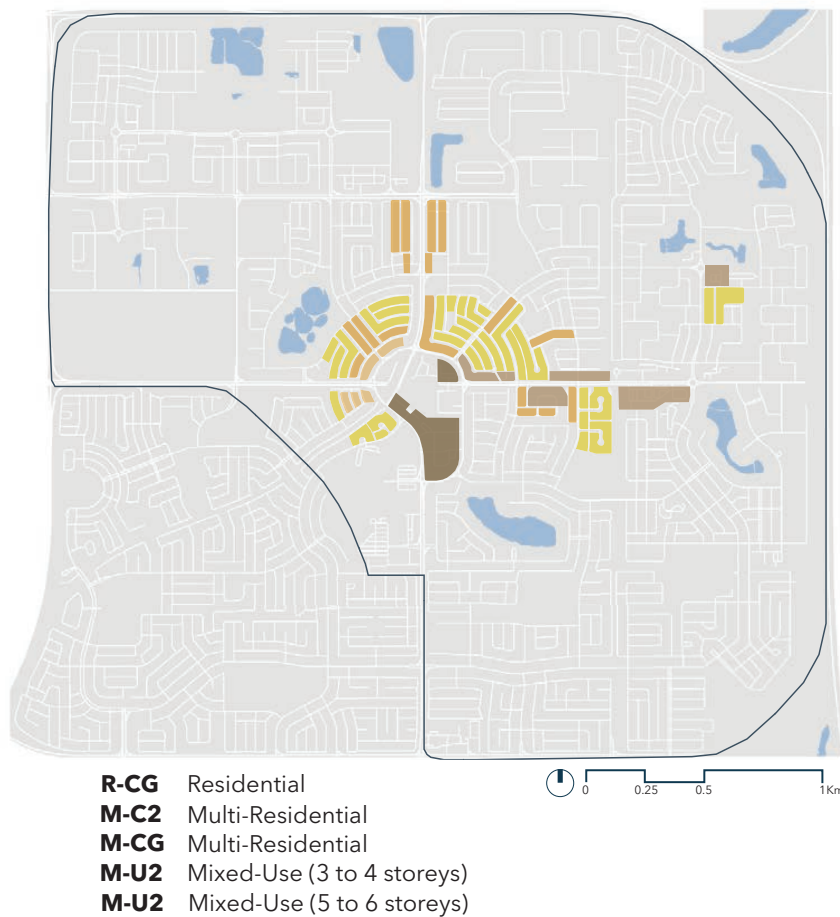 R-CG Residential
M-C2 Multi-Residential
M-CG Multi-Residential
M-U2 Mixed-Use (3 to 4 storeys)
M-U2 Mixed-Use (5 to 6 storeys)
0 0.25 0.5 1Km